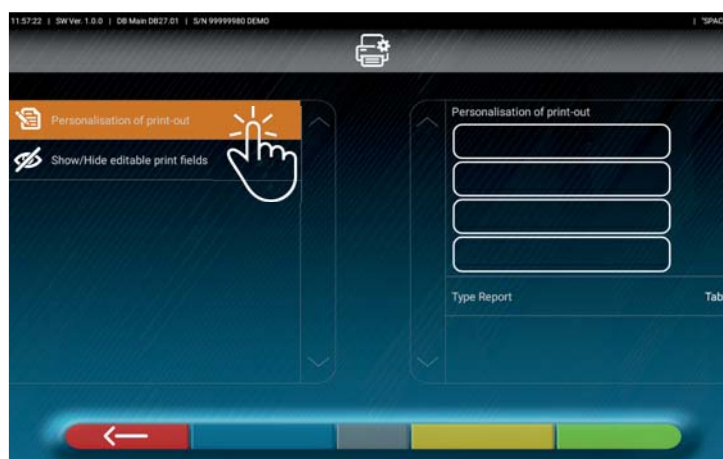 11:57:22 | SW Ver. 1.0.0 | DB Main DB27.01 | S/N 99999980 DEMO | "SPAC
Personalisation of print-out
Show/Hide editable print fields
Personalisation of print-out
Type Report Tab